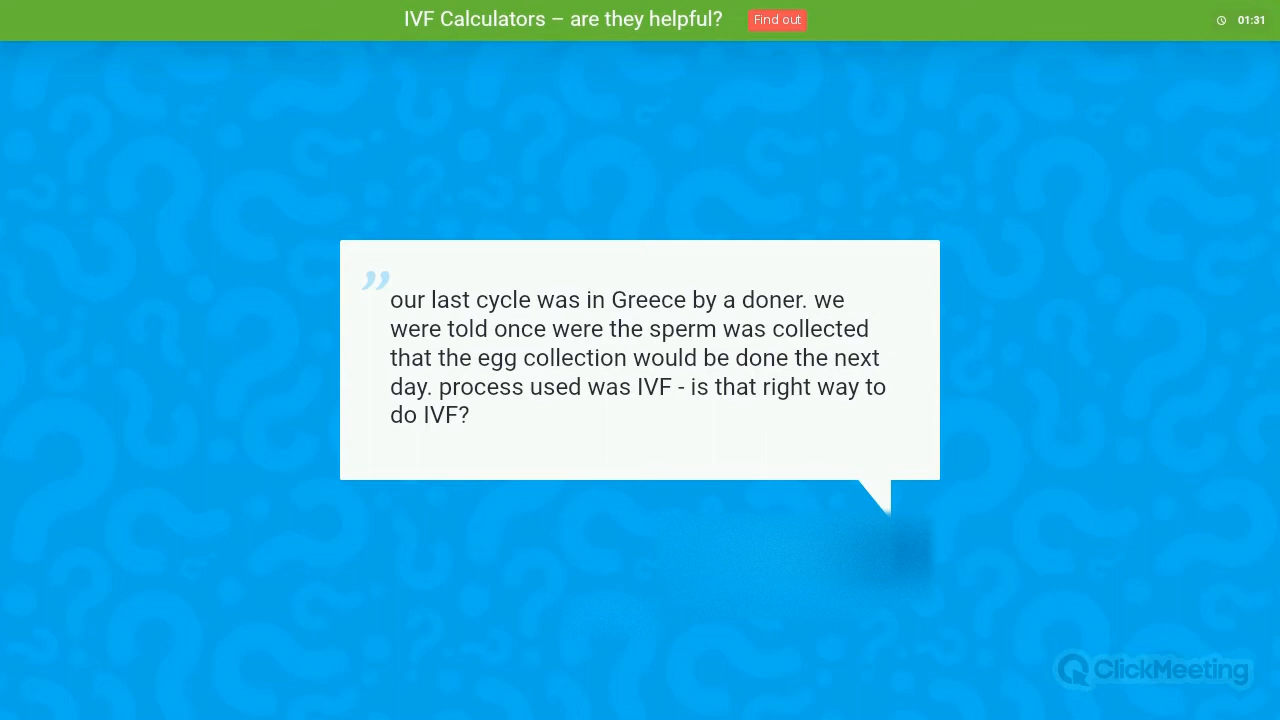 IVF Calculators – are they helpful?
Find out
01:31
”
our last cycle was in Greece by a doner. we
were told once were the sperm was collected
that the egg collection would be done the next
day. process used was IVF - is that right way to
do IVF?
ClickMeeting